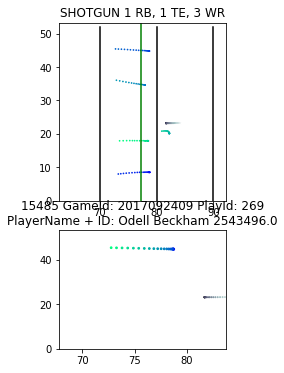 SHOTGUN 1 RB, 1 TE, 3 WR
50
40
30
20
10
0
70 80 90
15485 GameId: 2017092409 PlayId: 269
PlayerName + ID: Odell Beckham 2543496.0
40
20
0
70 75 80